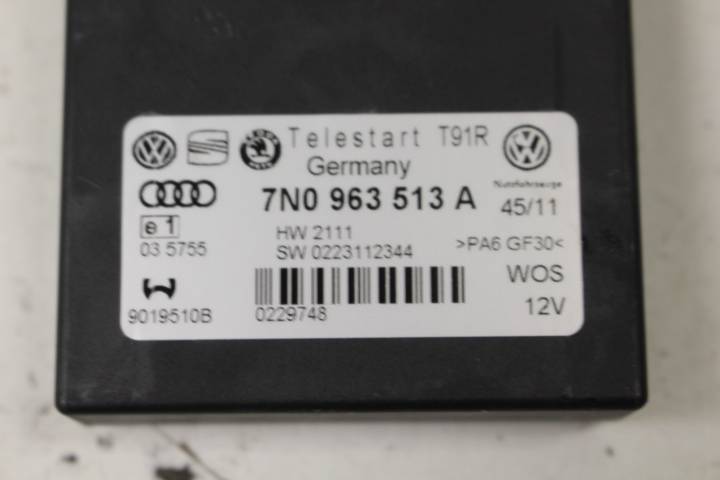 Telestart T91R
Germany
Nutzfahrzeuge
7N0 963 513 A
45/11
e 1
03 5755
HW 2111
SW 0223112344
>PA6 GF30<
WOS
9019510B
0229748
12V